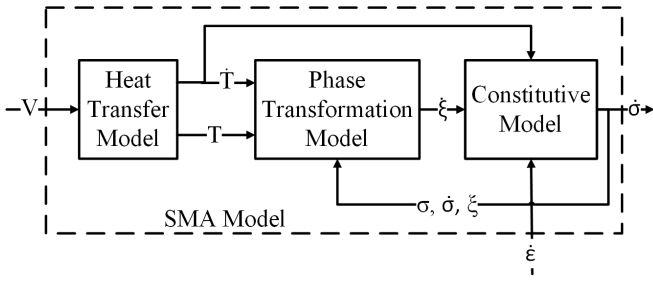 Heat
Transfer
Model
Phase
Transformation
Model
Constitutive
Model
V
Ṫ
T
ξ̇
σ̇
σ, σ̇, ξ
SMA Model
ε̇